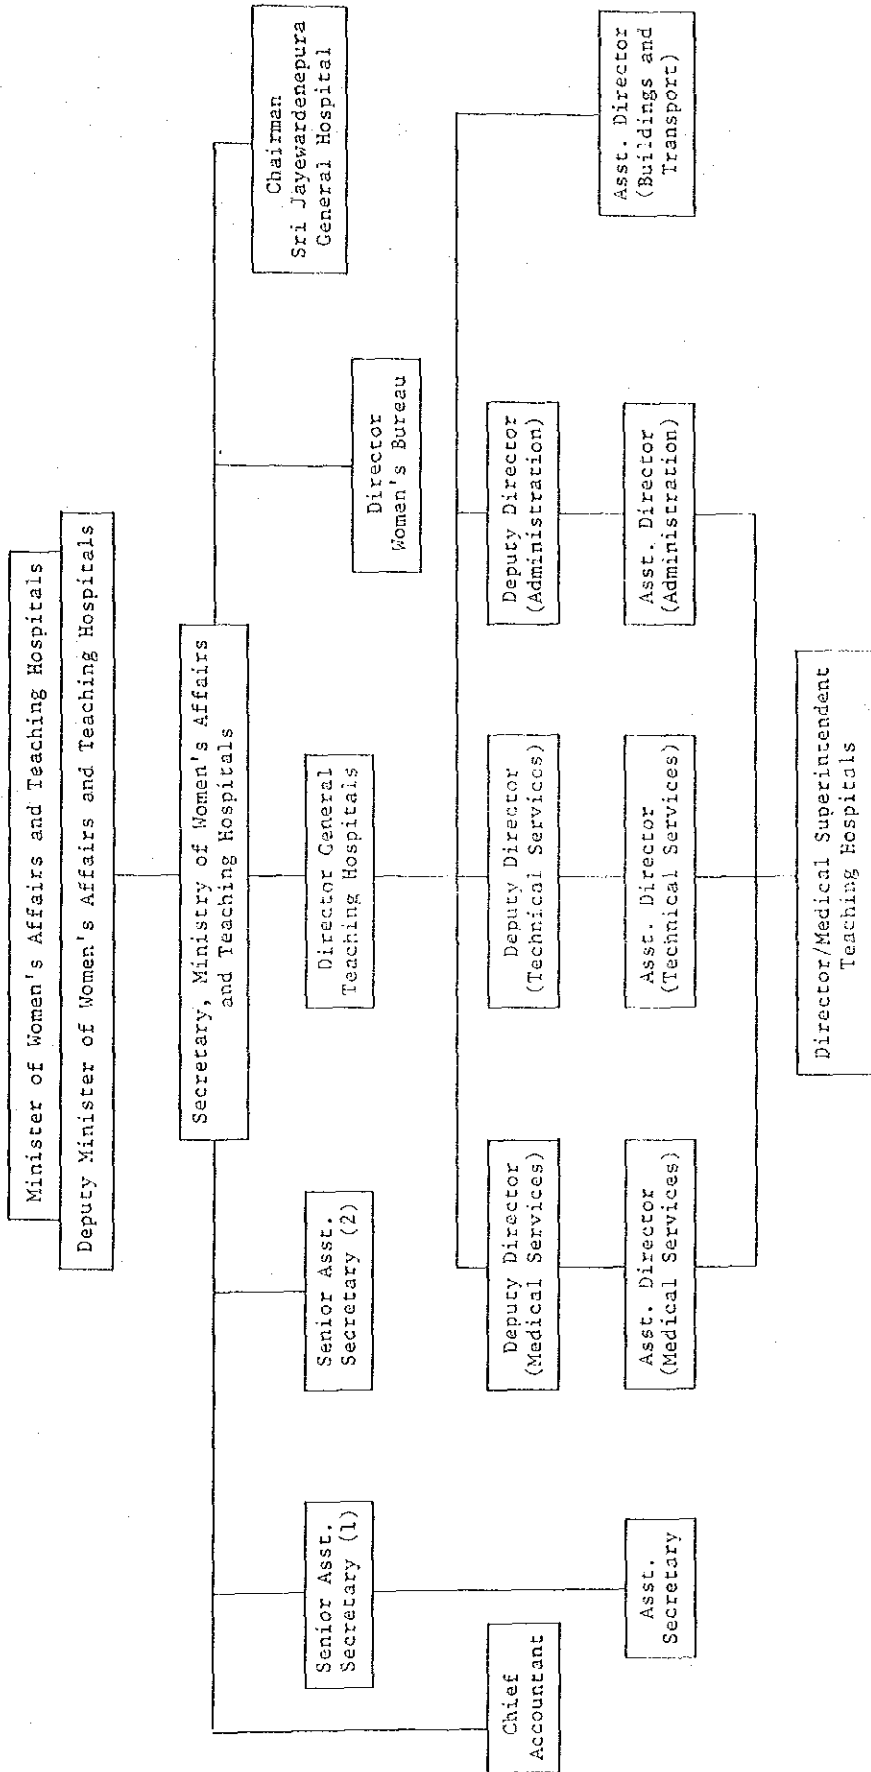 Minister of Women's Affairs and Teaching Hospitals
Deputy Minister of Women's Affairs and Teaching Hospitals
Secretary, Ministry of Women's Affairs
and Teaching Hospitals
Chairman
Sri Jayewardenepura
General Hospital
Senior Asst.
Secretary (1)
Senior Asst.
Secretary (2)
Director General
Teaching Hospitals
Director
Women's Bureau
Chief
Accountant
Deputy Director
(Medical Services)
Deputy Director
(Technical Services)
Deputy Director
(Administration)
Asst. Director
(Buildings and
Transport)
Asst.
Secretary
Asst. Director
(Medical Services)
Asst. Director
(Technical Services)
Asst. Director
(Administration)
Director/Medical Superintendent
Teaching Hospitals